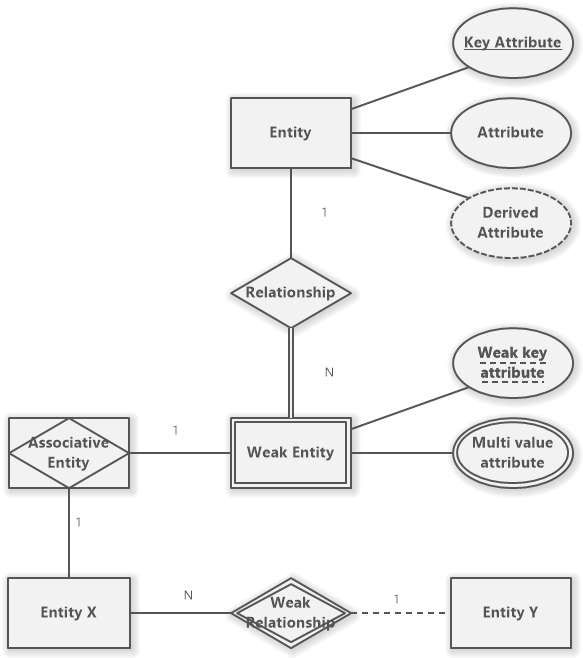 Key Attribute
Entity
Attribute
Derived
Attribute
1
Relationship
N
Weak key
attribute
Associative
Entity
1
Weak Entity
Multi value
attribute
1
Entity X
N
Weak
Relationship
1
Entity Y